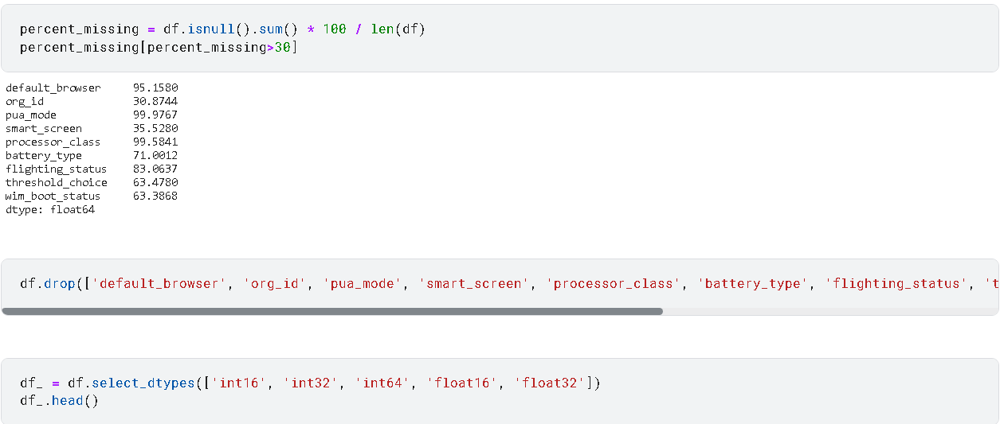 percent_missing = df.isnull().sum() * 100 / len(df)
percent_missing[percent_missing>30]
default_browser     95.1580
org_id              30.8744
pua_mode            99.9767
smart_screen        35.5280
processor_class     99.5841
battery_type        71.0012
flighting_status    83.0637
threshold_choice    63.4780
wim_boot_status     63.3868
dtype: float64
df.drop(['default_browser', 'org_id', 'pua_mode', 'smart_screen', 'processor_class', 'battery_type', 'flighting_status', 't
df_ = df.select_dtypes(['int16', 'int32', 'int64', 'float16', 'float32'])
df_.head()